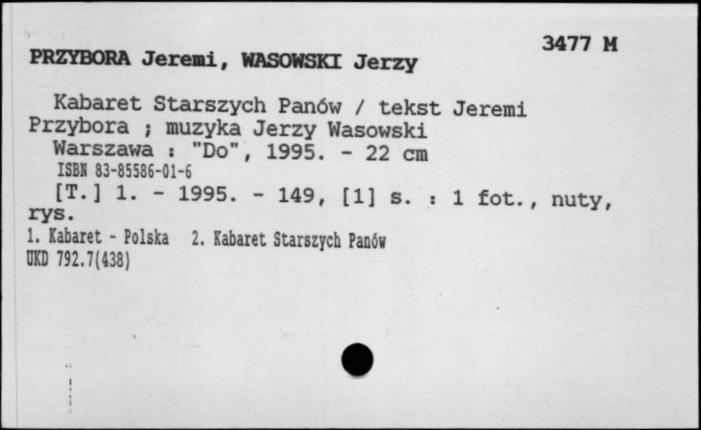 3477 M
PRZYBORA Jeremi, WASOWSKI Jerzy
Kabaret Starszych Panów / tekst Jeremi
Przybora ; muzyka Jerzy Wasowski
Warszawa : "Do", 1995. - 22 cm
ISBN 83-85586-01-6
[T.] 1. - 1995. - 149, [1] s. : 1 fot., nuty,
rys.
1. Kabaret - Polska 2. Kabaret Starszych Panów
UKD 792.7(438)